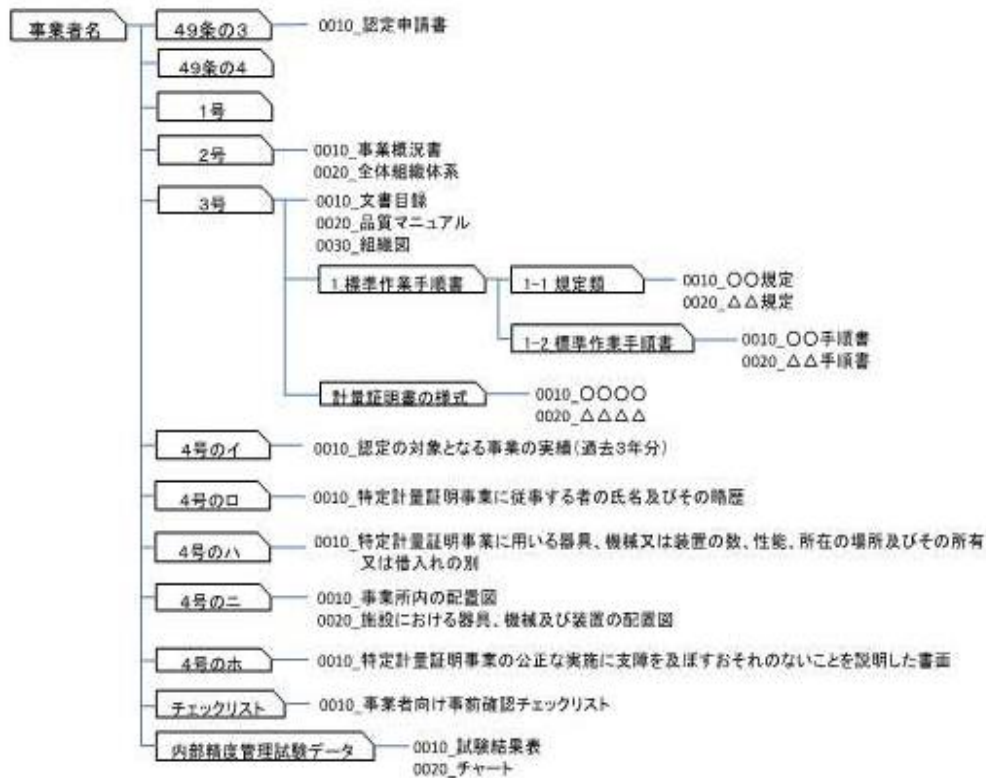 事業者名
49条の3
0010_認定申請書
49条の4
1号
2号
0010_事業概況書
0020_全体組織体系
3号
0010_文書目録
0020_品質マニュアル
0030_組織図
1.標準作業手順書
1-1 規定類
0010_〇〇規定
0020_△△規定
1-2 標準作業手順書
0010_〇〇手順書
0020_△△手順書
計量証明書の様式
0010_〇〇〇〇
0020_△△△△
4号のイ
0010_認定の対象となる事業の実績(過去3年分)
4号のロ
0010_特定計量証明事業に従事する者の氏名及びその略歴
4号のハ
0010_特定計量証明事業に用いる器具、機械又は装置の数、性能、所在の場所及びその所有
又は借入れの別
4号のニ
0010_事業所内の配置図
0020_施設における器具、機械及び装置の配置図
4号のホ
0010_特定計量証明事業の公正な実施に支障を及ぼすおそれのないことを説明した書面
チェックリスト
0010_事業者向け事前確認チェックリスト
内部精度管理試験データ
0010_試験結果表
0020_チャート